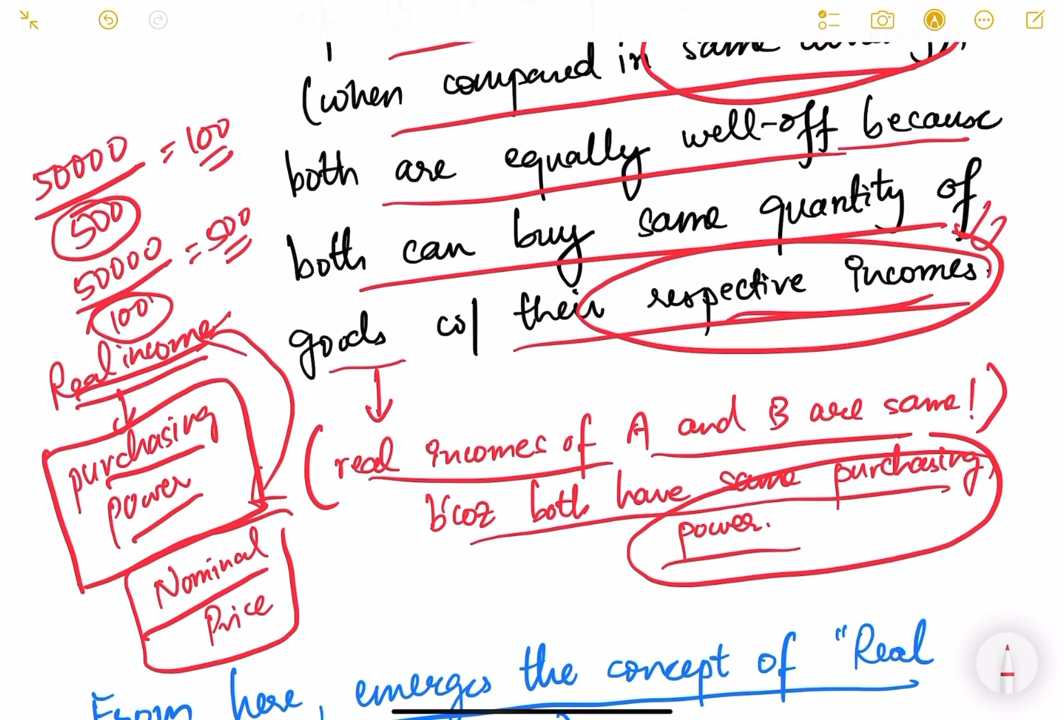 (when compared in same
both are equally well-off because
both can buy same quantity of
goods co/ their respective incomes.
(real incomes of A and B are same!)
b'coz both have same purchasing
power.
50000
500
= 100
50000
100
= 500
Real income
purchasing
power
Nominal
Price
From here, emerges the concept of "Real